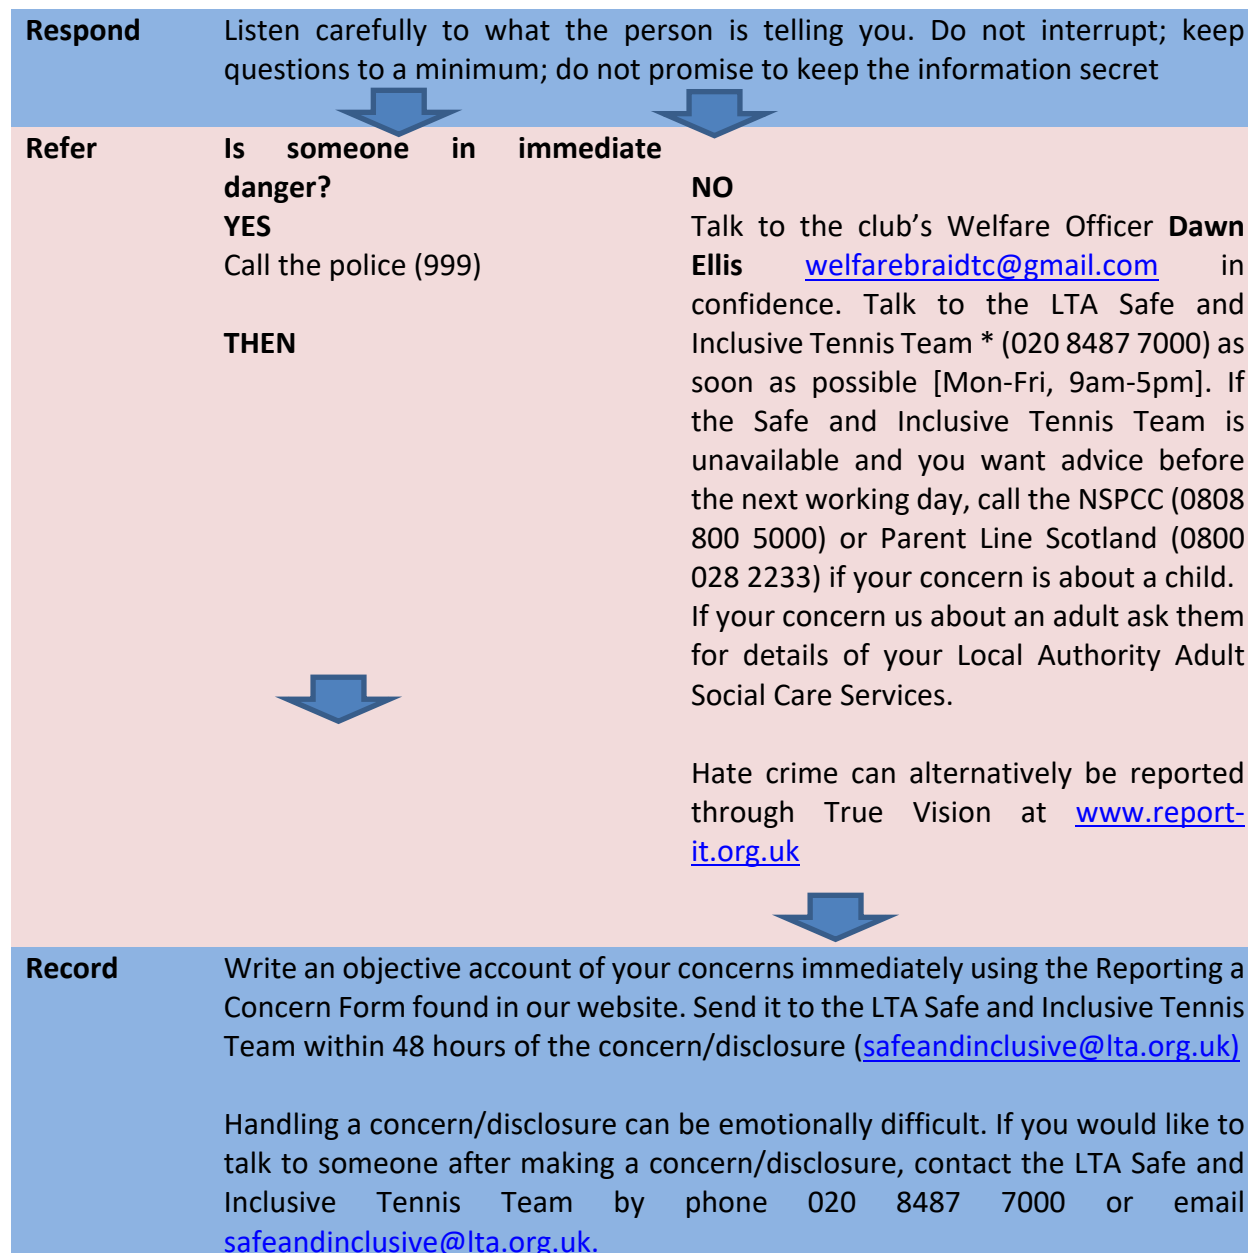 Respond
Listen carefully to what the person is telling you. Do not interrupt; keep
questions to a minimum; do not promise to keep the information secret
Refer
Is someone in immediate
danger?
YES
Call the police (999)
THEN
NO
Talk to the club’s Welfare Officer Dawn
Ellis welfarebraidtc@gmail.com in
confidence. Talk to the LTA Safe and
Inclusive Tennis Team * (020 8487 7000) as
soon as possible [Mon-Fri, 9am-5pm]. If
the Safe and Inclusive Tennis Team is
unavailable and you want advice before
the next working day, call the NSPCC (0808
800 5000) or Parent Line Scotland (0800
028 2233) if your concern is about a child.
If your concern us about an adult ask them
for details of your Local Authority Adult
Social Care Services.
Hate crime can alternatively be reported
through True Vision at www.report-
it.org.uk
Record
Write an objective account of your concerns immediately using the Reporting a
Concern Form found in our website. Send it to the LTA Safe and Inclusive Tennis
Team within 48 hours of the concern/disclosure (safeandinclusive@lta.org.uk)
Handling a concern/disclosure can be emotionally difficult. If you would like to
talk to someone after making a concern/disclosure, contact the LTA Safe and
Inclusive Tennis Team by phone 020 8487 7000 or email
safeandinclusive@lta.org.uk.